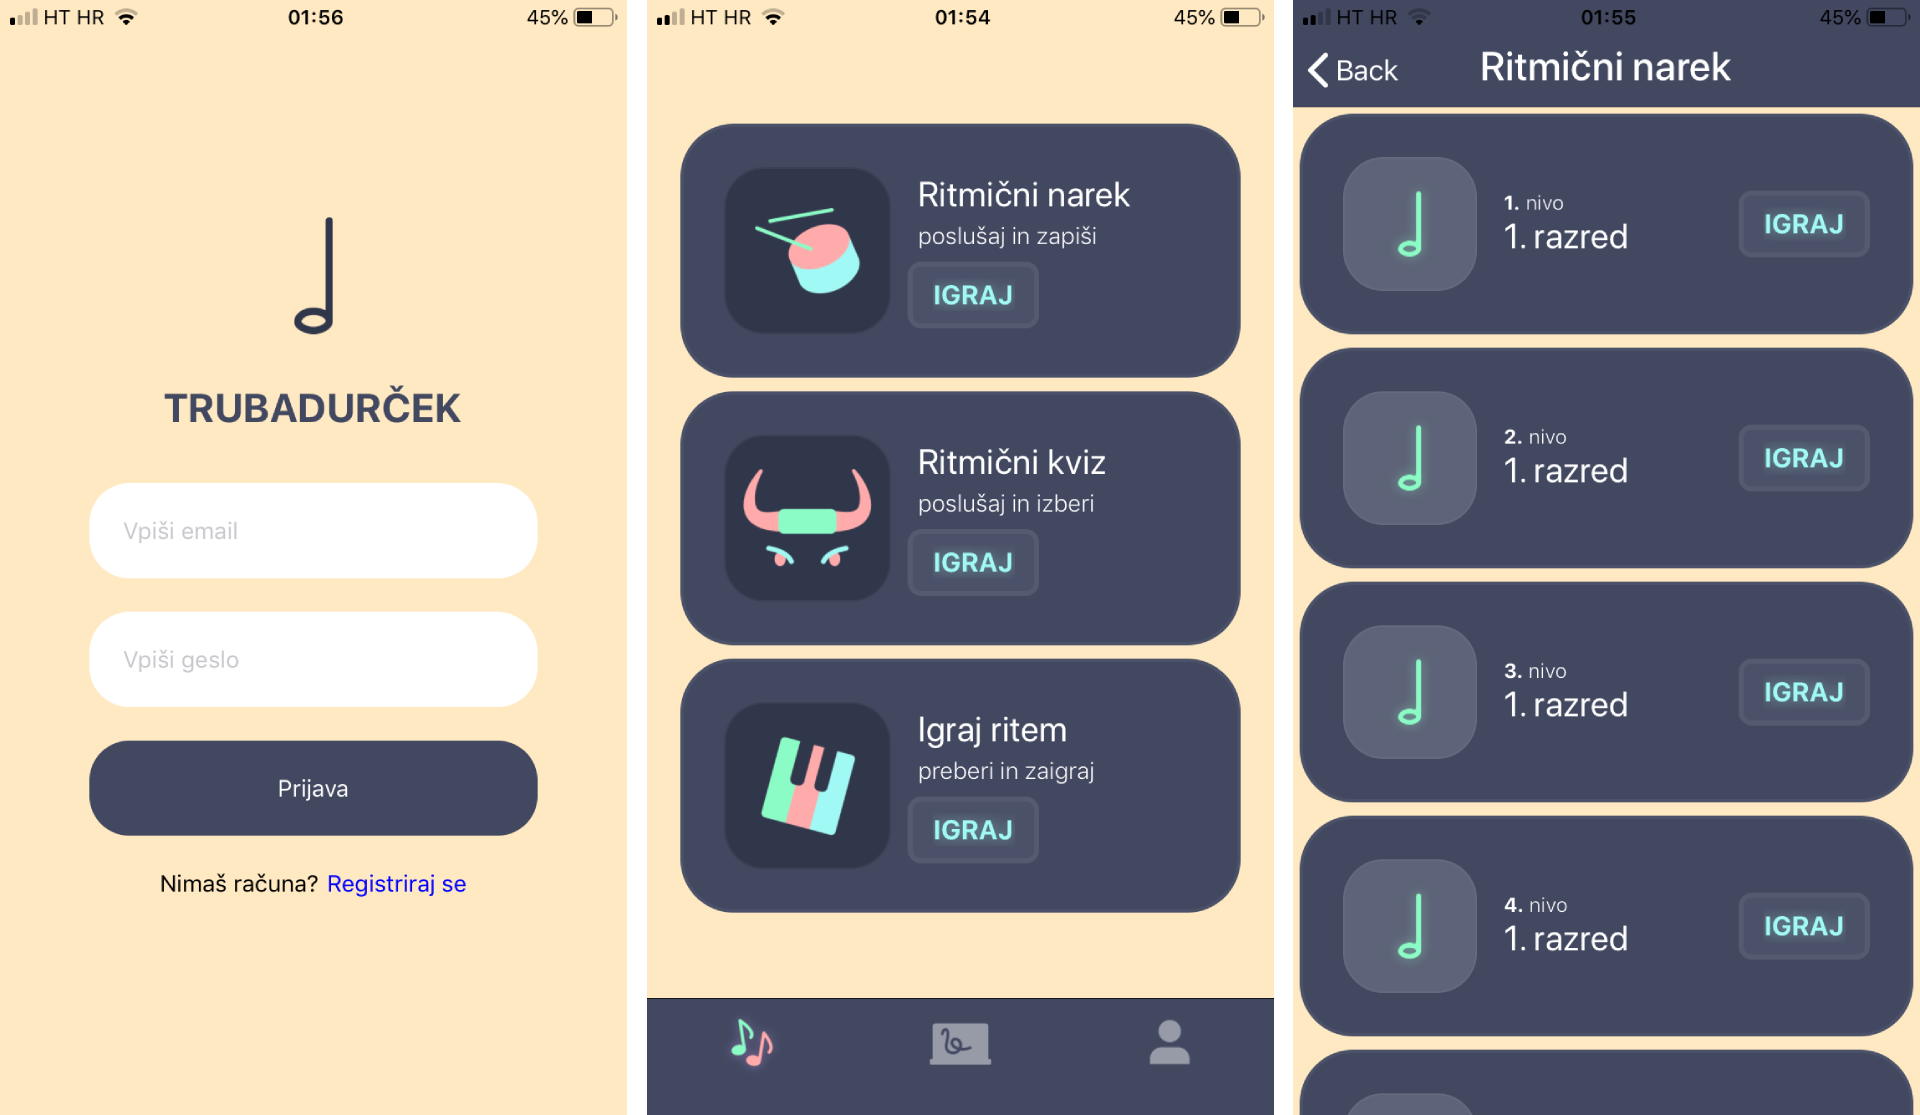 HT HR 01:56 45%
TRUBADURČEK
Vpiši email
Vpiši geslo
Prijava
Nimaš računa? Registriraj se
HT HR 01:54 45%
Ritmični narek
poslušaj in zapiši
IGRAJ
Ritmični kviz
poslušaj in izberi
IGRAJ
Igraj ritem
preberi in zaigraj
IGRAJ
HT HR 01:55 45%
Back Ritmični narek
1. nivo
1. razred
IGRAJ
2. nivo
1. razred
IGRAJ
3. nivo
1. razred
IGRAJ
4. nivo
1. razred
IGRAJ